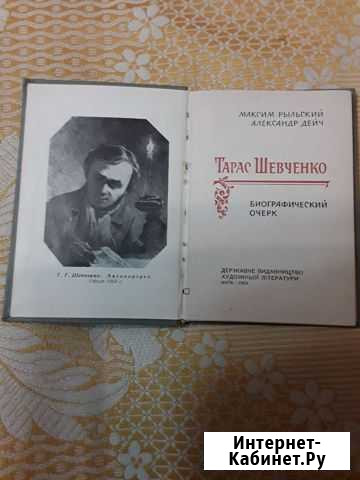 Т. Г. Шевченко. Автопортрет.
МАКСИМ РЫЛЬСКИЙ
АЛЕКСАНДР ДЕЙЧ
ТАРАС ШЕВЧЕНКО
БИОГРАФИЧЕСКИЙ
ОЧЕРК
ДЕРЖАВНЕ ВИДАВНИЦТВО
ХУДОЖНЬОЇ ЛІТЕРАТУРИ
Интернет-
Кабинет.Ру